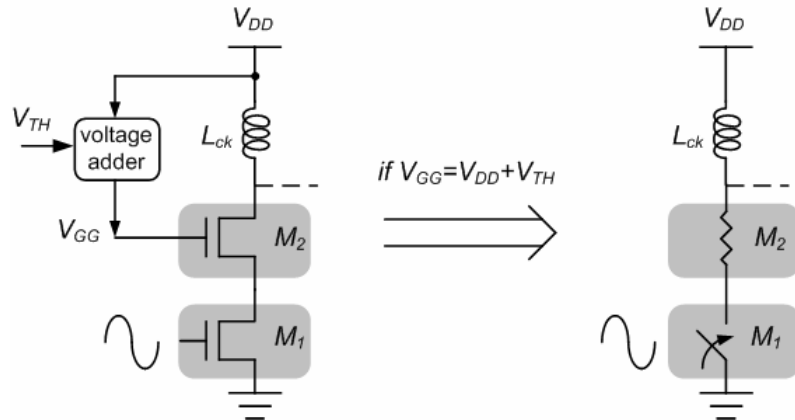 V_DD
V_TH
voltage
adder
L_ck
V_GG
M_2
M_1
if V_GG=V_DD+V_TH
V_DD
L_ck
M_2
M_1